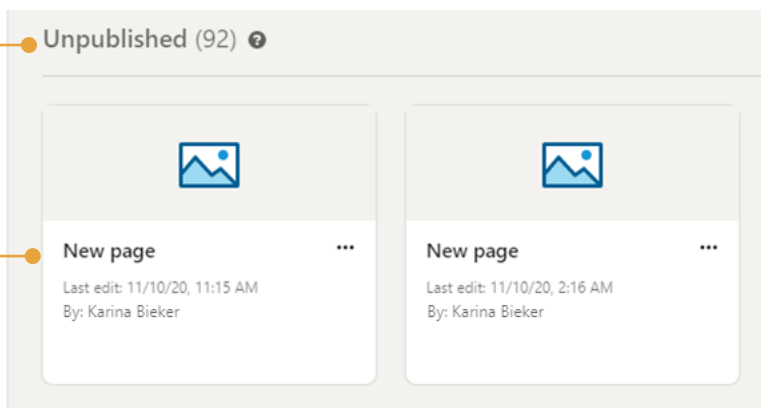 Unpublished (92) ?
New page ... New page ...
Last edit: 11/10/20, 11:15 AM Last edit: 11/10/20, 2:16 AM
By: Karina Bieker By: Karina Bieker